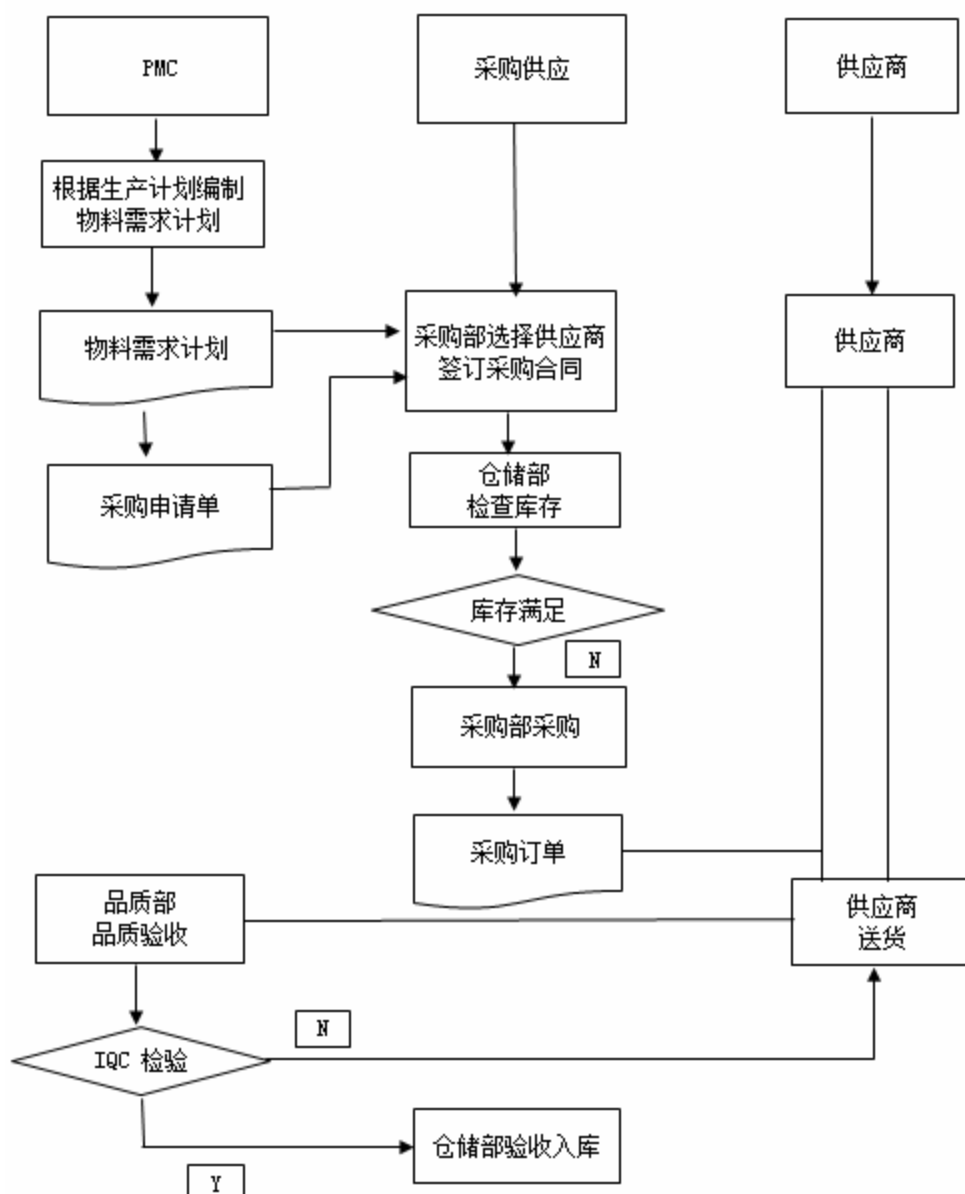 PMC
采购供应
供应商
根据生产计划编制
物料需求计划
物料需求计划
采购部选择供应商
签订采购合同
供应商
采购申请单
仓储部
检查库存
库存满足
N
采购部采购
采购订单
品质部
品质验收
供应商
送货
N
IQC 检验
仓储部验收入库
Y